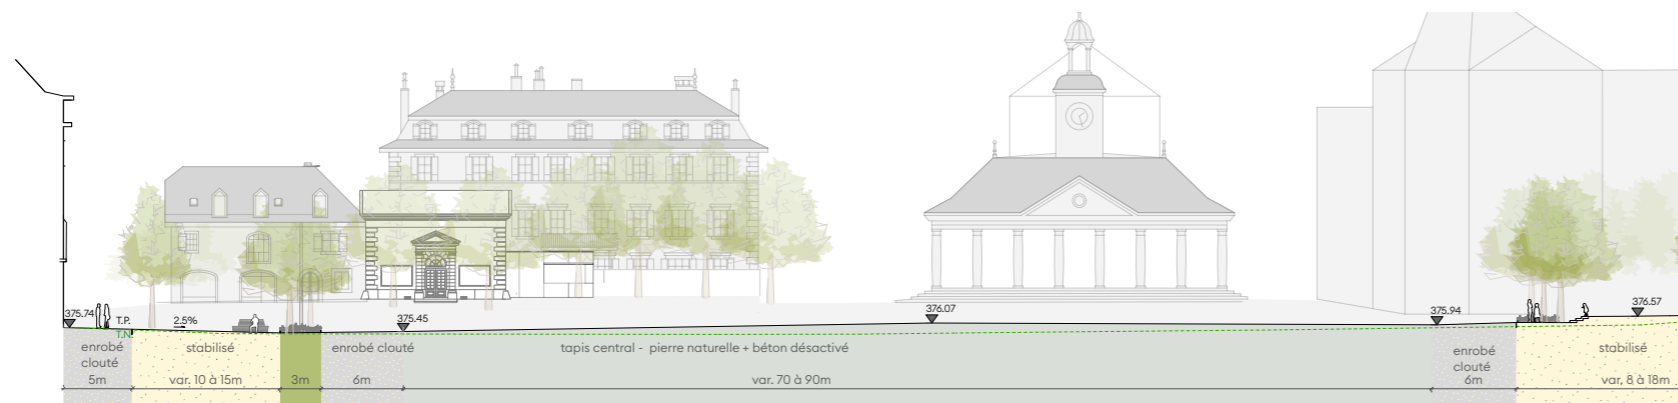 375.74
T.P.
2.5%
375.45
376.07
375.94
376.57
T.N.
enrobé
clouté
5m
stabilisé
var. 10 à 15m
3m
enrobé clouté
6m
tapis central - pierre naturelle + béton désactivé
var. 70 à 90m
enrobé
clouté
6m
stabilisé
var. 8 à 18m